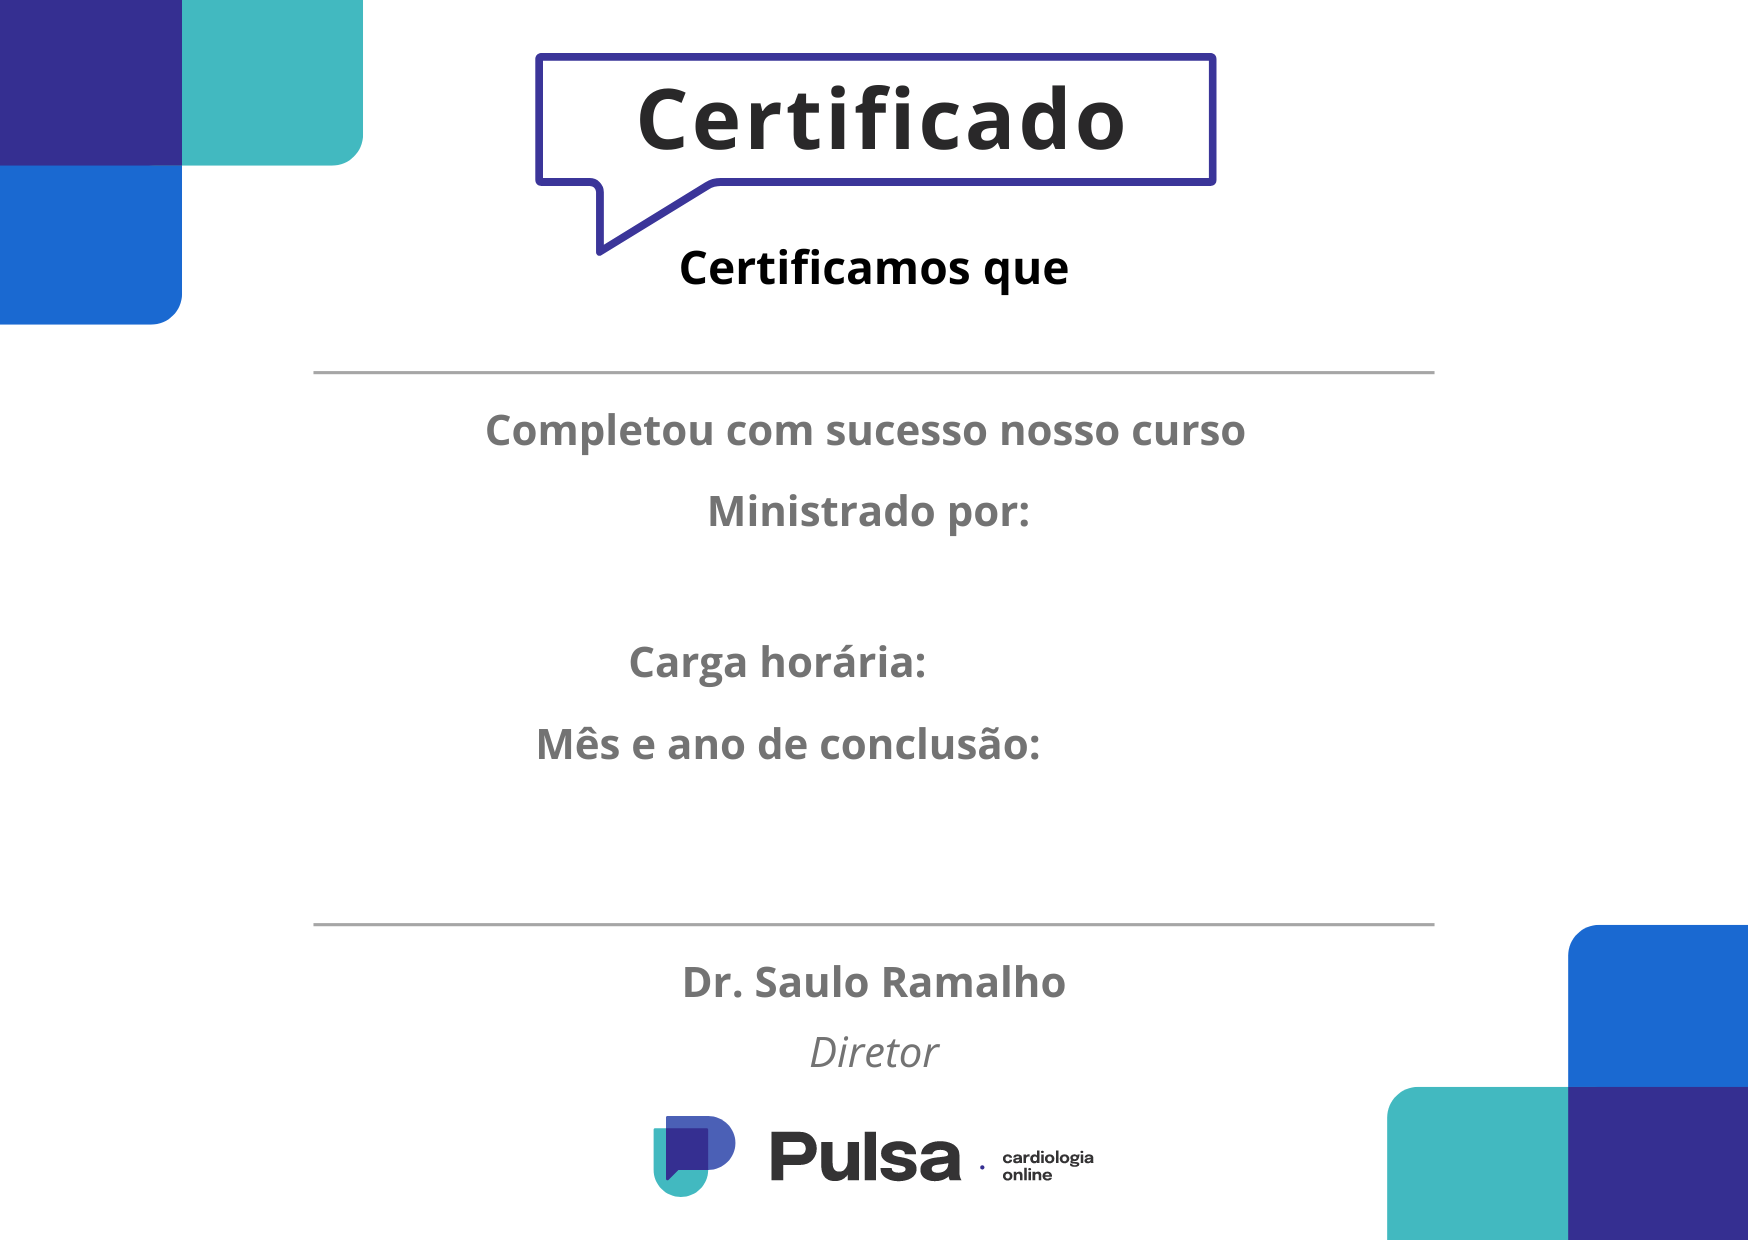 Certificado
Certificamos que
Completou com sucesso nosso curso
Ministrado por:
Carga horária:
Mês e ano de conclusão:
Dr. Saulo Ramalho
Diretor
Pulsa · cardiologia
online